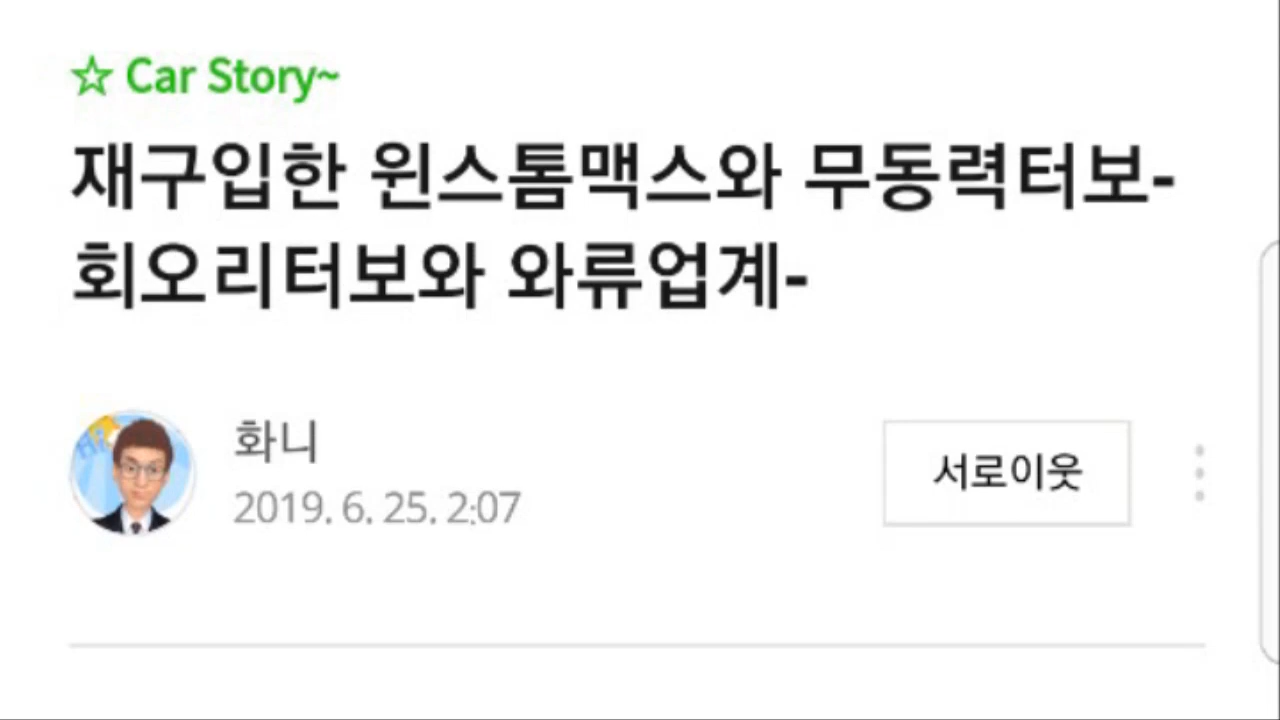 ☆ Car Story~
재구입한 윈스톰맥스와 무동력터보-
회오리터보와 와류업계-
화니
2019. 6. 25. 2:07
서로이웃
Hi